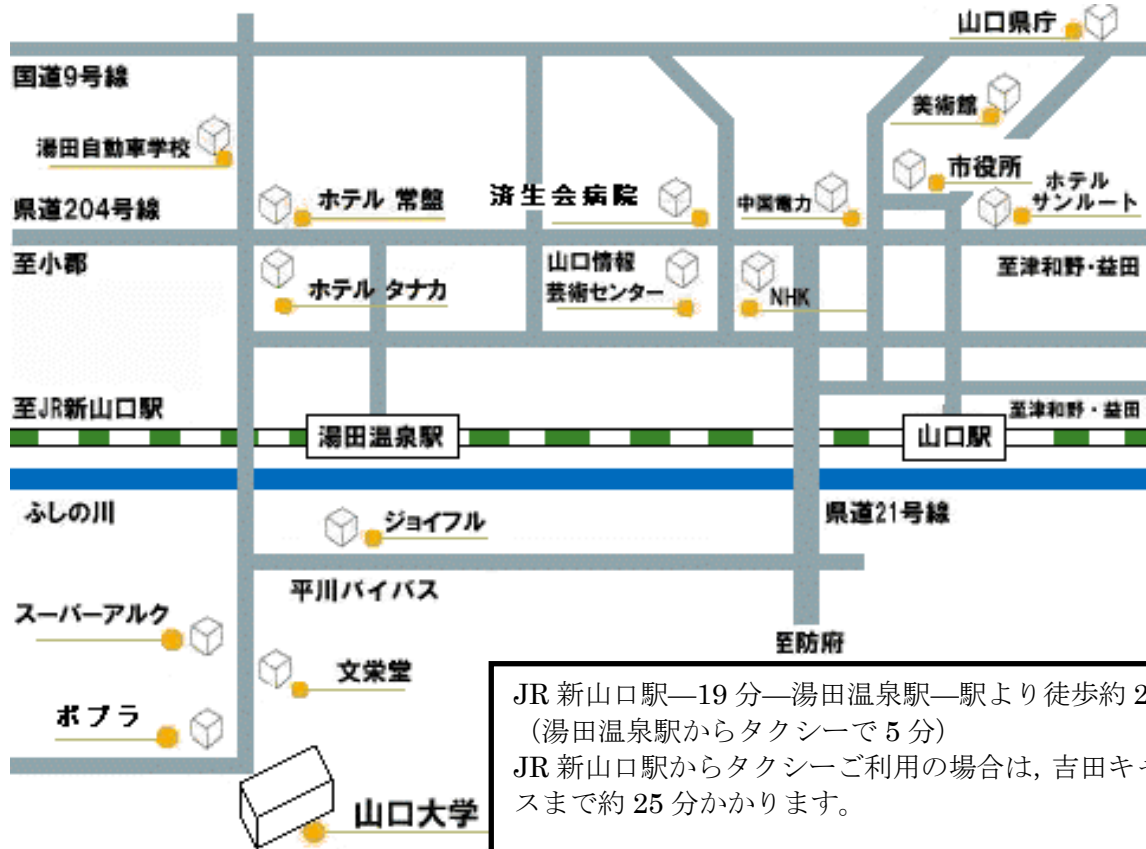 山口県庁
国道9号線
美術館
湯田自動車学校
市役所
ホテル
サンルート
県道204号線
ホテル 常盤
済生会病院
中国電力
至小郡
ホテル タナカ
山口情報
芸術センター
NHK
至津和野・益田
至JR新山口駅
至津和野・益田
湯田温泉駅
山口駅
ふしの川
ジョイフル
県道21号線
平川バイパス
スーパーアルク
至防府
文栄堂
ポプラ
山口大学
JR 新山口駅―19 分―湯田温泉駅―駅より徒歩約 2
（湯田温泉駅からタクシーで 5 分）
JR 新山口駅からタクシーご利用の場合は, 吉田キャ
スまで約 25 分かかります。